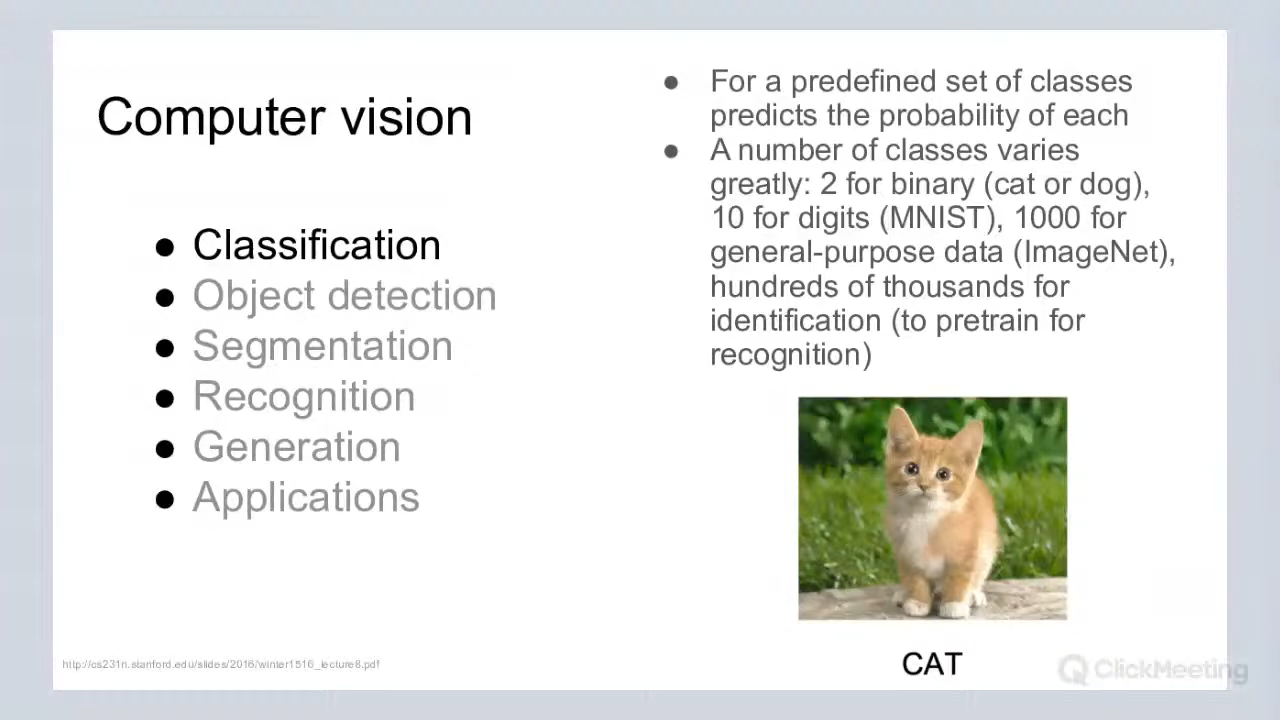 Computer vision
● Classification
● Object detection
● Segmentation
● Recognition
● Generation
● Applications
● For a predefined set of classes
predicts the probability of each
● A number of classes varies
greatly: 2 for binary (cat or dog),
10 for digits (MNIST), 1000 for
general-purpose data (ImageNet),
hundreds of thousands for
identification (to pretrain for
recognition)
CAT
http://cs231n.stanford.edu/slides/2016/winter1516_lecture8.pdf
ClickMeeting